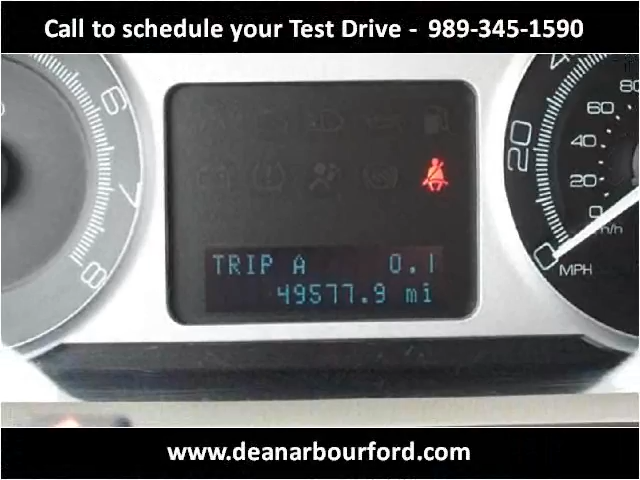 Call to schedule your Test Drive - 989-345-1590
6
7
8
TRIP A 0.1
49577.9 mi
20
0
MPH
80
60
40
20
0
www.deanarbourford.com